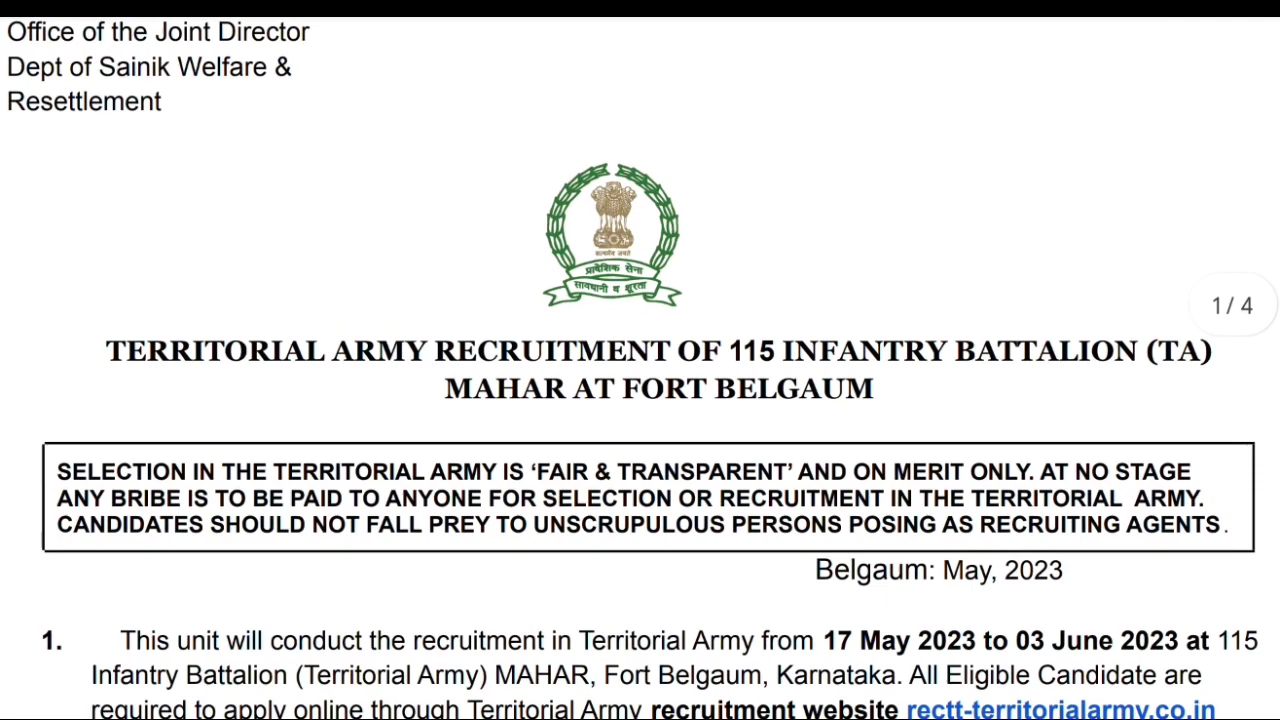 Office of the Joint Director
Dept of Sainik Welfare &
Resettlement
सत्यमेव जयते
प्रादेशिक सेना
सावधानी व शूरता
1 / 4
TERRITORIAL ARMY RECRUITMENT OF 115 INFANTRY BATTALION (TA)
MAHAR AT FORT BELGAUM
SELECTION IN THE TERRITORIAL ARMY IS ‘FAIR & TRANSPARENT’ AND ON MERIT ONLY. AT NO STAGE
ANY BRIBE IS TO BE PAID TO ANYONE FOR SELECTION OR RECRUITMENT IN THE TERRITORIAL ARMY.
CANDIDATES SHOULD NOT FALL PREY TO UNSCRUPULOUS PERSONS POSING AS RECRUITING AGENTS.
Belgaum: May, 2023
1. This unit will conduct the recruitment in Territorial Army from 17 May 2023 to 03 June 2023 at 115
Infantry Battalion (Territorial Army) MAHAR, Fort Belgaum, Karnataka. All Eligible Candidate are
required to apply online through Territorial Army recruitment website rectt-territorialarmy.co.in